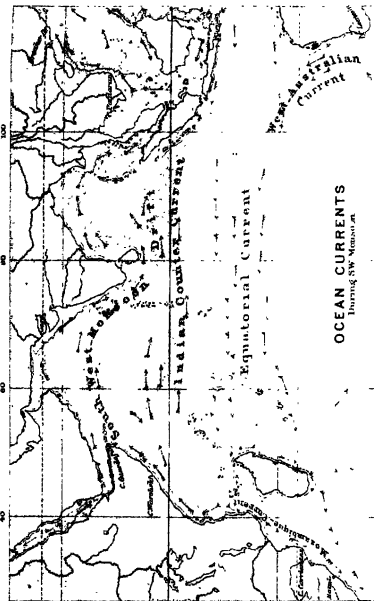 100
80
60
40
West Australian
Current
South West Monsoon Drift
Indian Counter Current
Equatorial Current
Mozambique Current
OCEAN CURRENTS
During SW Monsoon